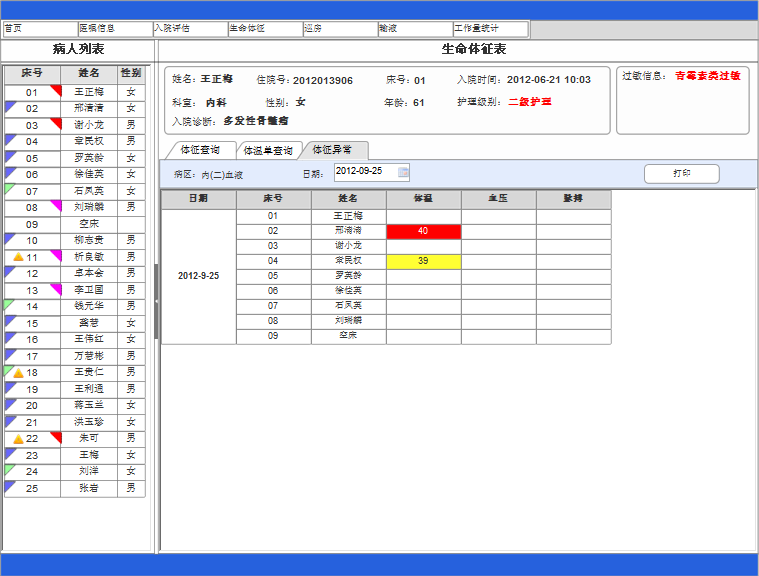 首页 医嘱信息 入院评估 生命体征 巡房 输液 工作量统计
病人列表 生命体征表
床号 姓名 性别
01 王正梅 女
02 邢清清 女
03 谢小龙 男
04 章民权 男
05 罗英龄 女
06 徐佳英 女
07 石凤英 女
08 刘瑞麟 男
09 空床
10 柳志贵 男
11 析良敏 男
12 卓本会 男
13 李卫国 男
14 钱元华 男
15 龚慧 女
16 王伟红 女
17 万慧彬 男
18 王贵仁 男
19 王利通 男
20 蒋玉兰 女
21 洪玉珍 女
22 朱可 男
23 王梅 女
24 刘洋 女
25 张岩 男
姓名: 王正梅 住院号: 2012013906 床号: 01 入院时间: 2012-06-21 10:03
科室: 内科 性别: 女 年龄: 61 护理级别: 二级护理
入院诊断: 多发性骨髓瘤
过敏信息: 青霉素类过敏
体征查询 体温单查询 体征异常
病区: 内(二)血液 日期: 2012-09-25 打印
日期 床号 姓名 体温 血压 脉搏
2012-9-25
01 王正梅
02 邢清清 40
03 谢小龙
04 章民权 39
05 罗英龄
06 徐佳英
07 石凤英
08 刘瑞麟
09 空床